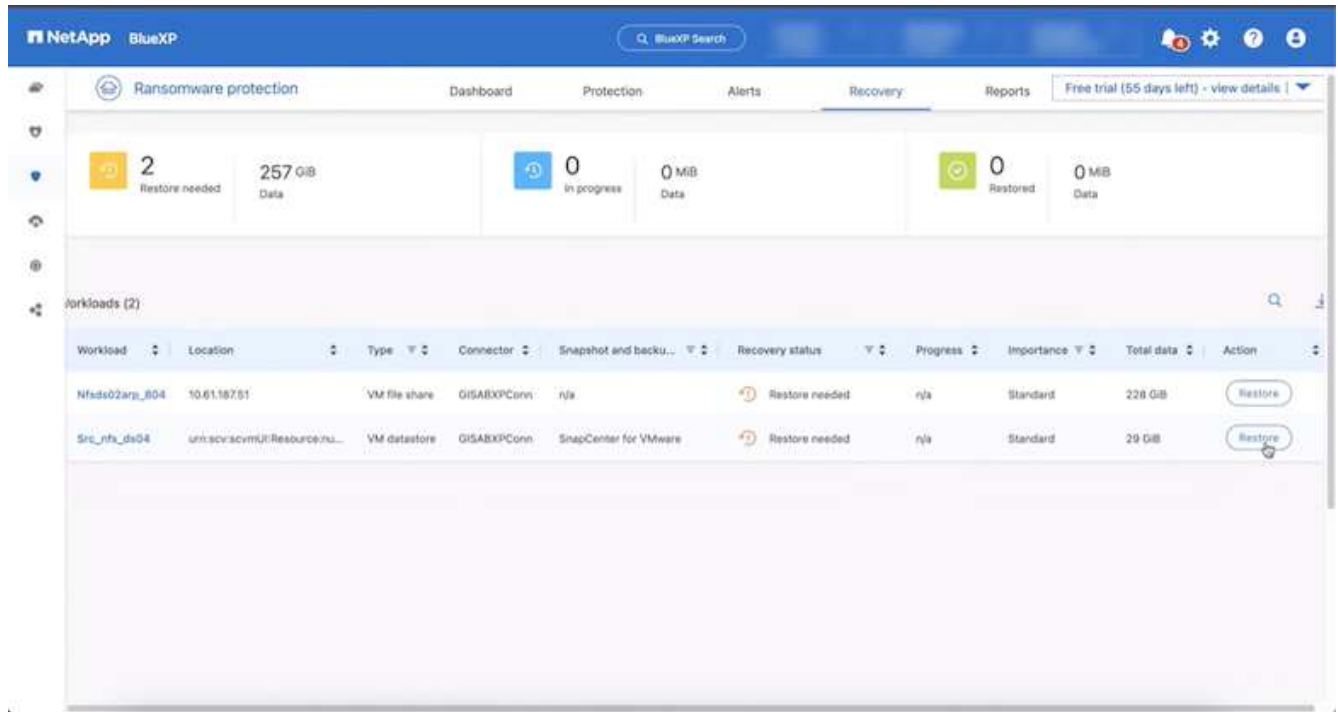 NetApp BlueXP BlueXP Search 4
Ransomware protection Dashboard Protection Alerts Recovery Reports Free trial (55 days left) - view details |
2 257 GiB 0 0 MiB 0 0 MiB
Restore needed Data In progress Data Restored Data
Workloads (2)
Workload Location Type Connector Snapshot and backu... Recovery status Progress Importance Total data Action
Nfsds02arp_804 10.61.187.51 VM file share GISABXPConn n/a Restore needed n/a Standard 228 GiB Restore
Src_nfs_ds04 urn:scv:scvmUI:Resource:nu... VM datastore GISABXPConn SnapCenter for VMware Restore needed n/a Standard 29 GiB Restore